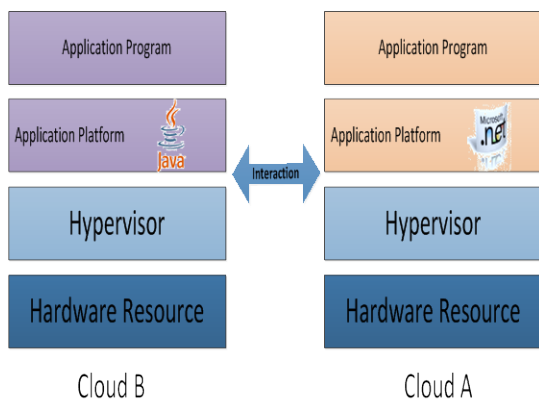 Application Program
Application Platform
Java
Hypervisor
Hardware Resource
Cloud B
Interaction
Application Program
Application Platform
Microsoft
.net
Hypervisor
Hardware Resource
Cloud A